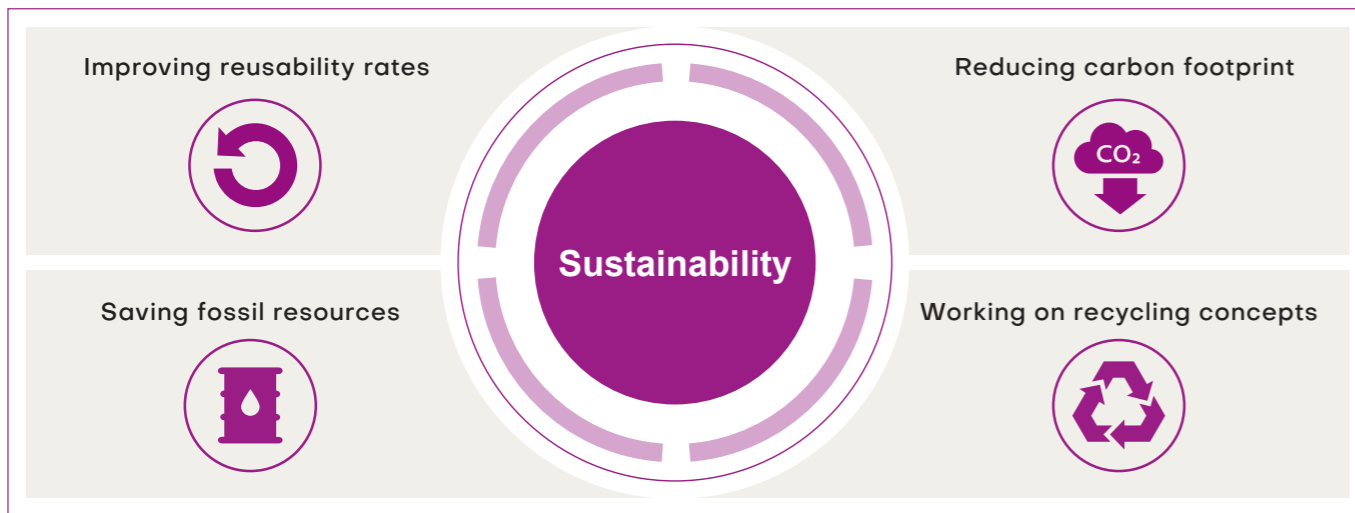 Improving reusability rates
Reducing carbon footprint
CO₂
Sustainability
Saving fossil resources
Working on recycling concepts